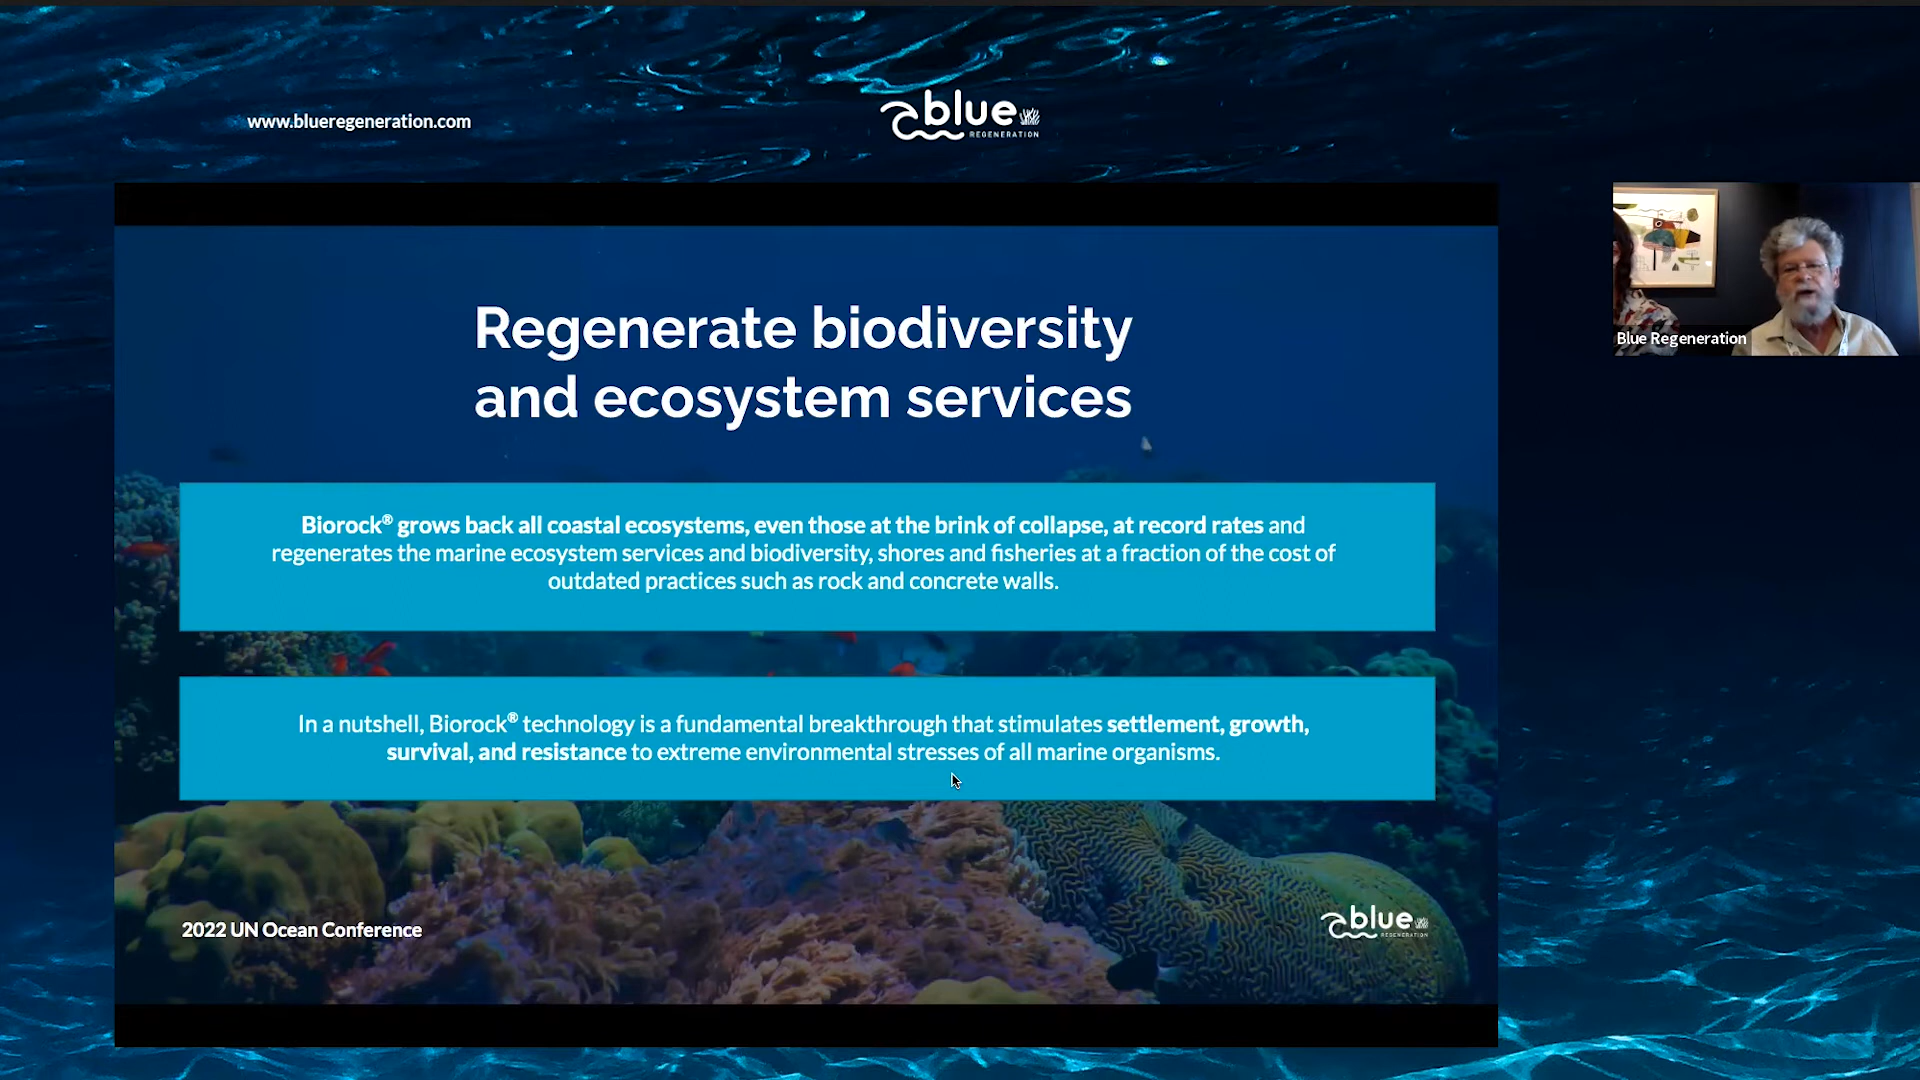 www.blueregeneration.com
blue
REGENERATION
Regenerate biodiversity
and ecosystem services
Biorock® grows back all coastal ecosystems, even those at the brink of collapse, at record rates and
regenerates the marine ecosystem services and biodiversity, shores and fisheries at a fraction of the cost of
outdated practices such as rock and concrete walls.
In a nutshell, Biorock® technology is a fundamental breakthrough that stimulates settlement, growth,
survival, and resistance to extreme environmental stresses of all marine organisms.
2022 UN Ocean Conference
blue
REGENERATION
Blue Regeneration